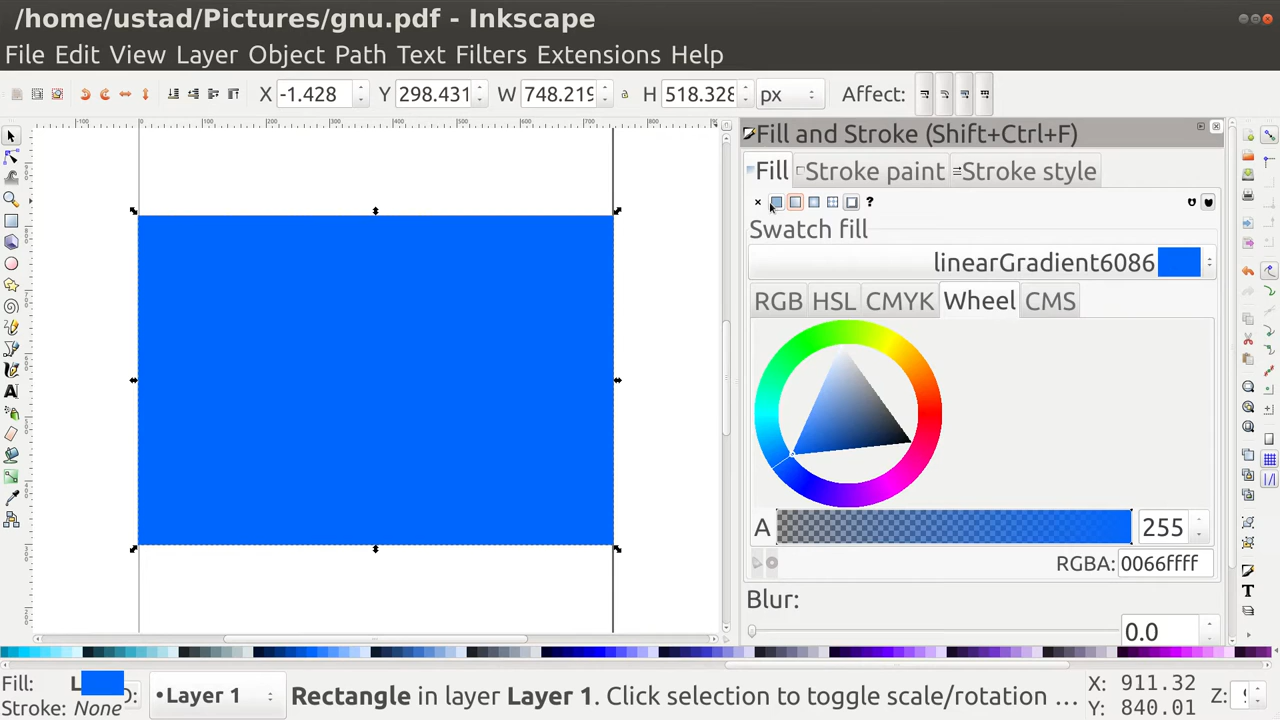 /home/ustad/Pictures/gnu.pdf - Inkscape
File Edit View Layer Object Path Text Filters Extensions Help
X -1.428 Y 298.431 W 748.219 H 518.328 px Affect:
Fill and Stroke (Shift+Ctrl+F)
Fill Stroke paint Stroke style
?
Swatch fill
linearGradient6086
RGB HSL CMYK Wheel CMS
A 255
RGBA: 0066ffff
Blur:
0.0
Fill: L
Stroke: None
•Layer 1
Rectangle in layer Layer 1. Click selection to toggle scale/rotation ...
X: 911.32
Y: 840.01
Z: